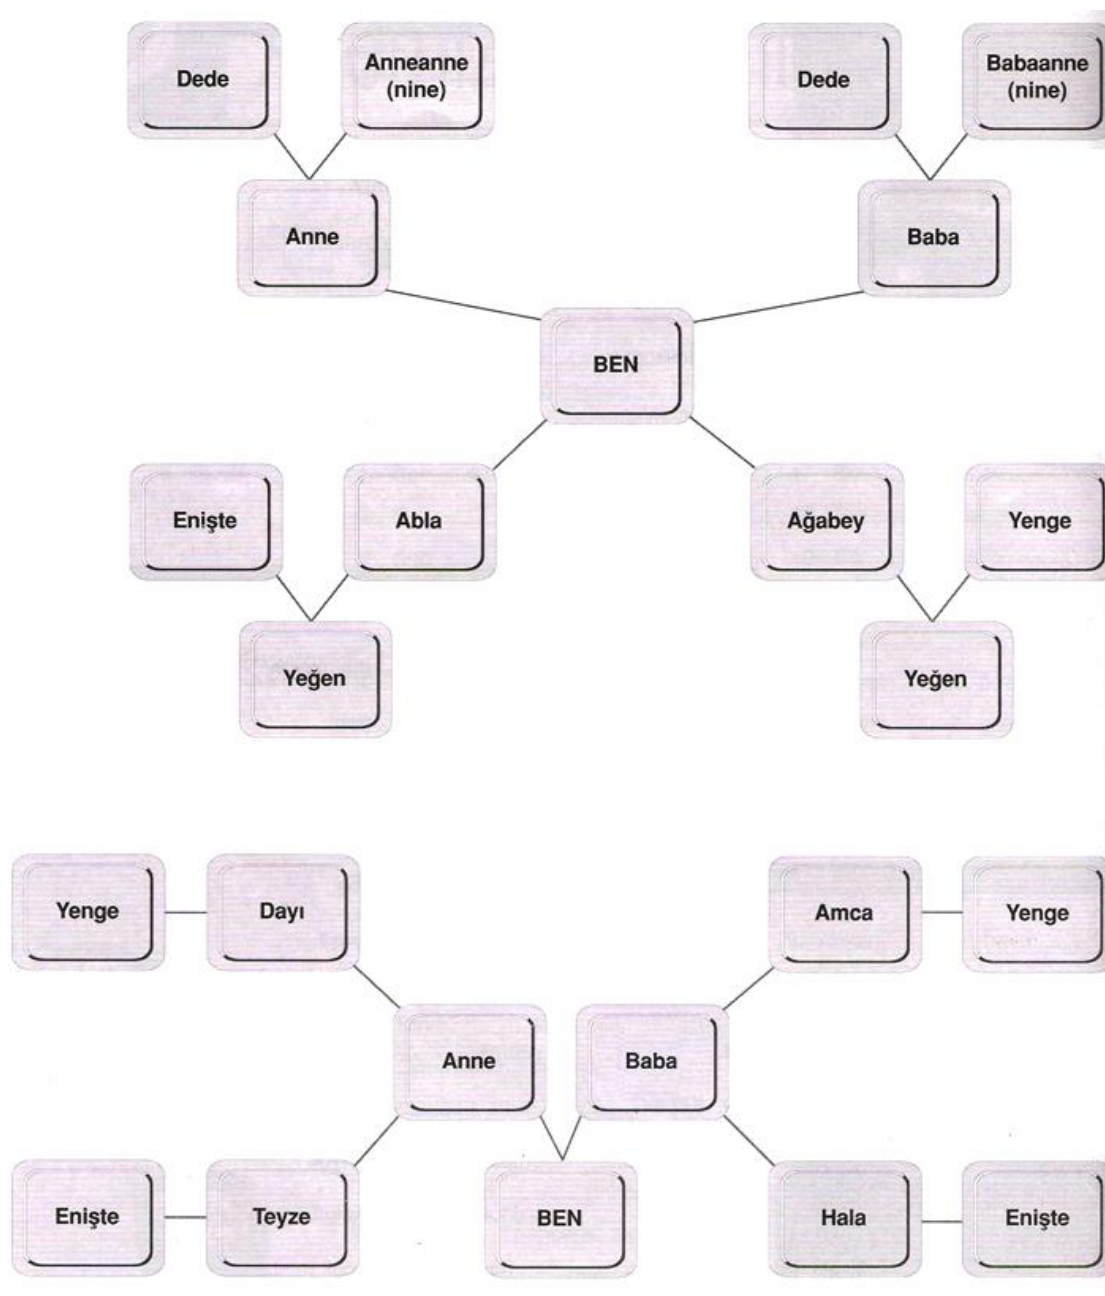 Dede
Anneanne
(nine)
Dede
Babaanne
(nine)
Anne
Baba
BEN
Enişte
Abla
Ağabey
Yenge
Yeğen
Yeğen
Yenge
Dayı
Amca
Yenge
Anne
Baba
Enişte
Teyze
BEN
Hala
Enişte